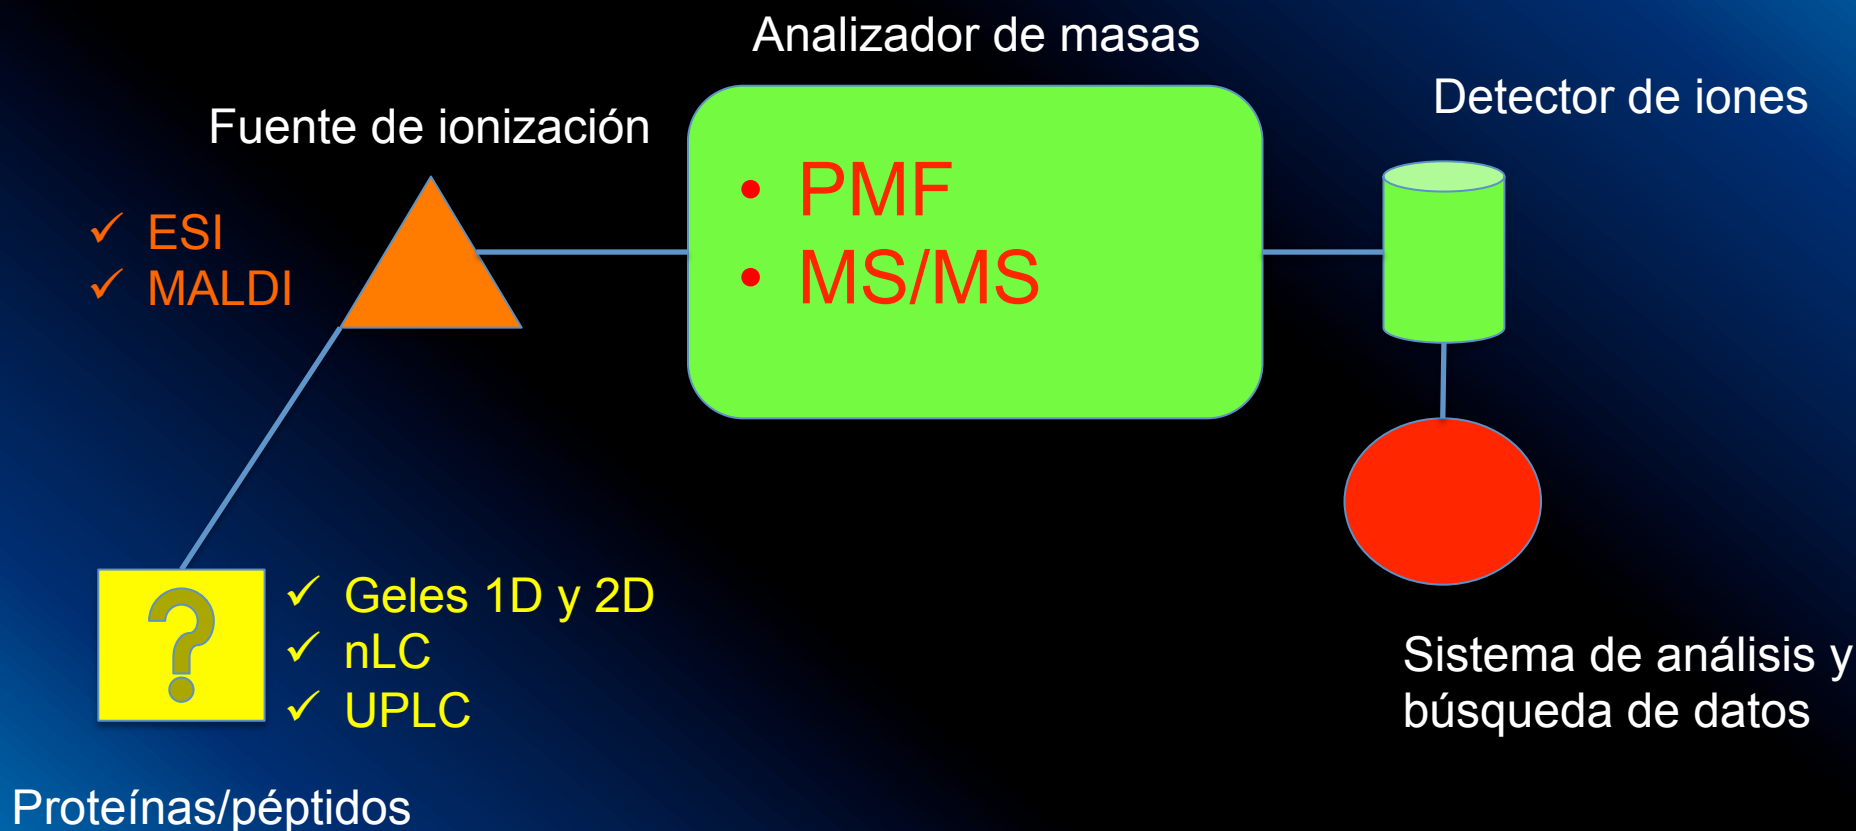 Analizador de masas
Fuente de ionización
Detector de iones
✓ ESI
✓ MALDI
• PMF
• MS/MS
?
✓ Geles 1D y 2D
✓ nLC
✓ UPLC
Sistema de análisis y
búsqueda de datos
Proteínas/péptidos